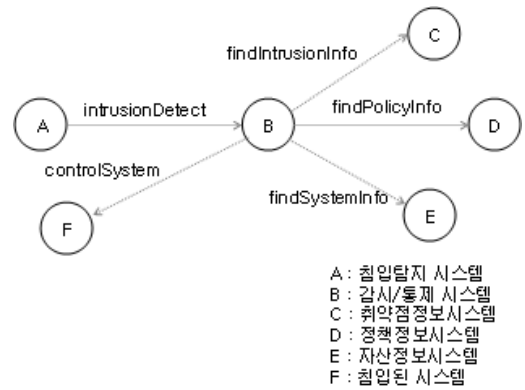 C
findIntrusionInfo
intrusionDetect
findPolicyInfo
A
B
D
controlSystem
findSystemInfo
F
E
A : 침입탐지 시스템
B : 감시/통제 시스템
C : 취약점정보시스템
D : 정책정보시스템
E : 자산정보시스템
F : 침입된 시스템